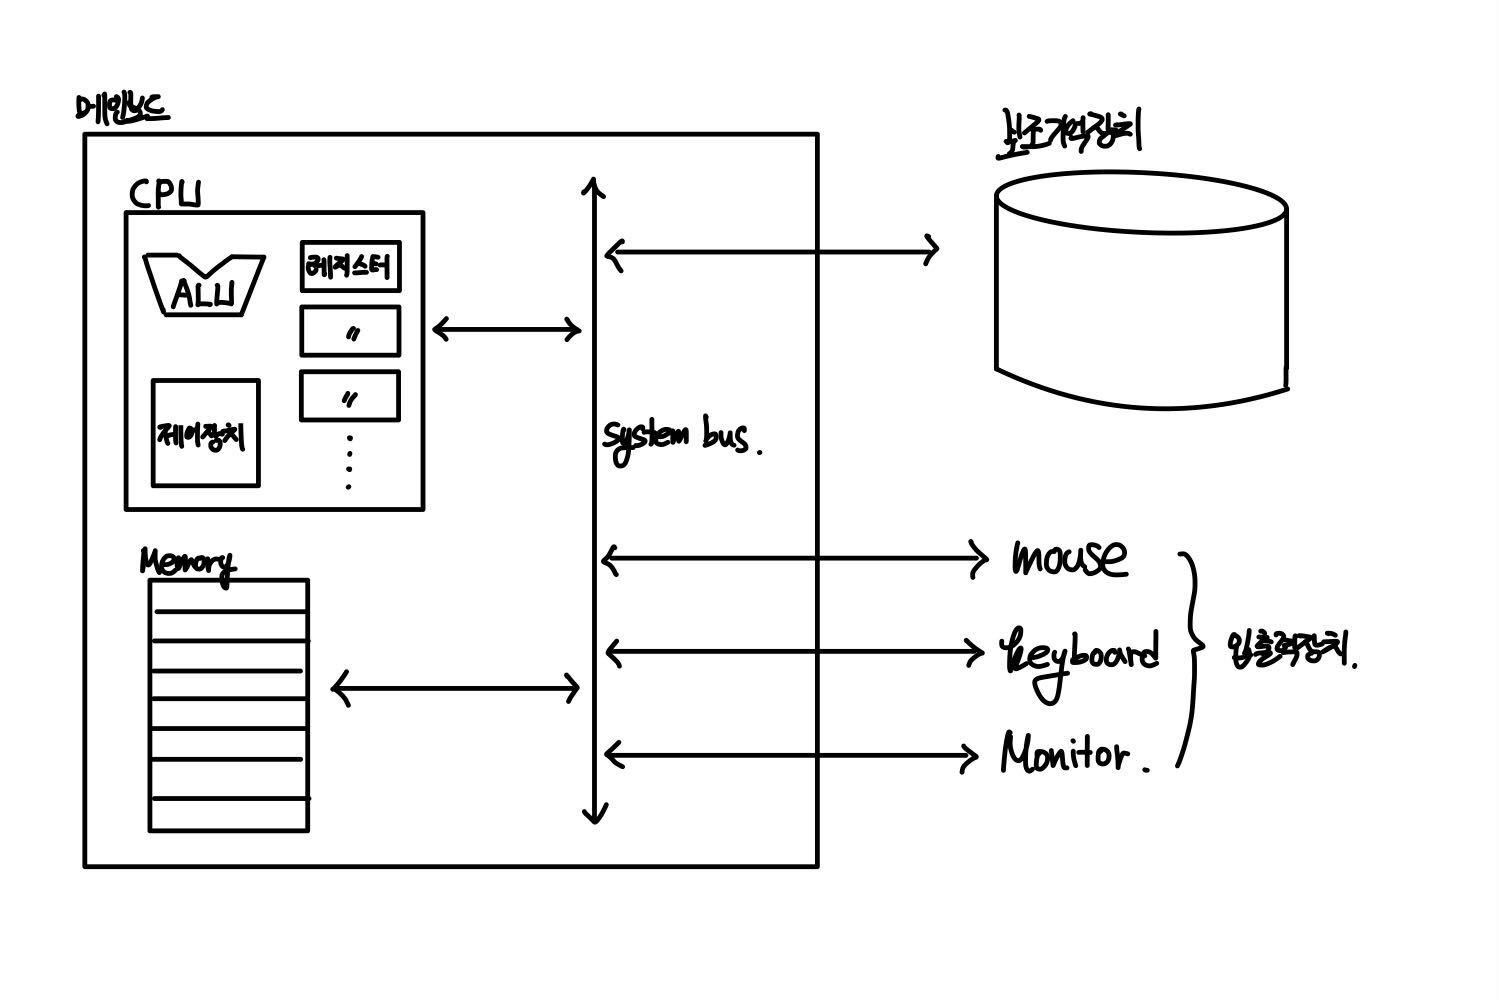 메인보드
CPU
ALU
레지스터
〃
〃
제어장치
Memory
system bus.
보조기억장치
mouse
keyboard
Monitor.
입출력장치.